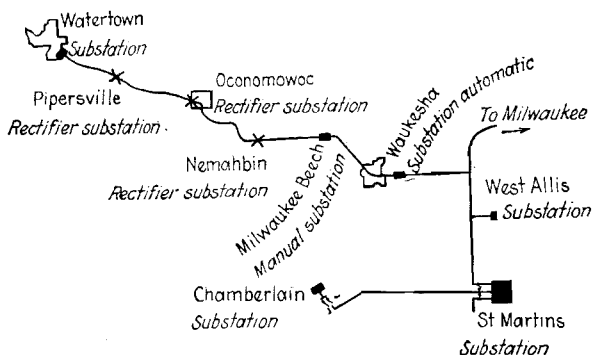 Watertown
Substation
Pipersville
Rectifier substation
Oconomowoc
Rectifier substation
Nemahbin
Rectifier substation
Milwaukee Beech
Manual substation
Waukesha
Substation automatic
To Milwaukee
West Allis
Substation
Chamberlain
Substation
St Martins
Substation